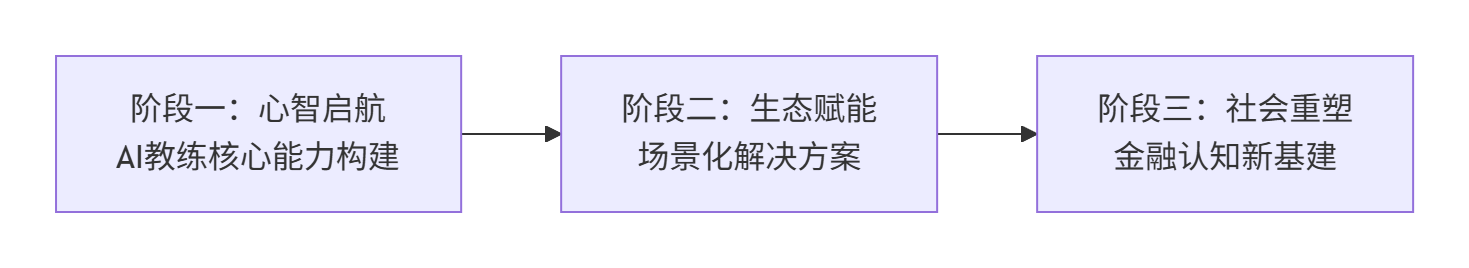 阶段一：心智启航
AI教练核心能力构建
阶段二：生态赋能
场景化解决方案
阶段三：社会重塑
金融认知新基建